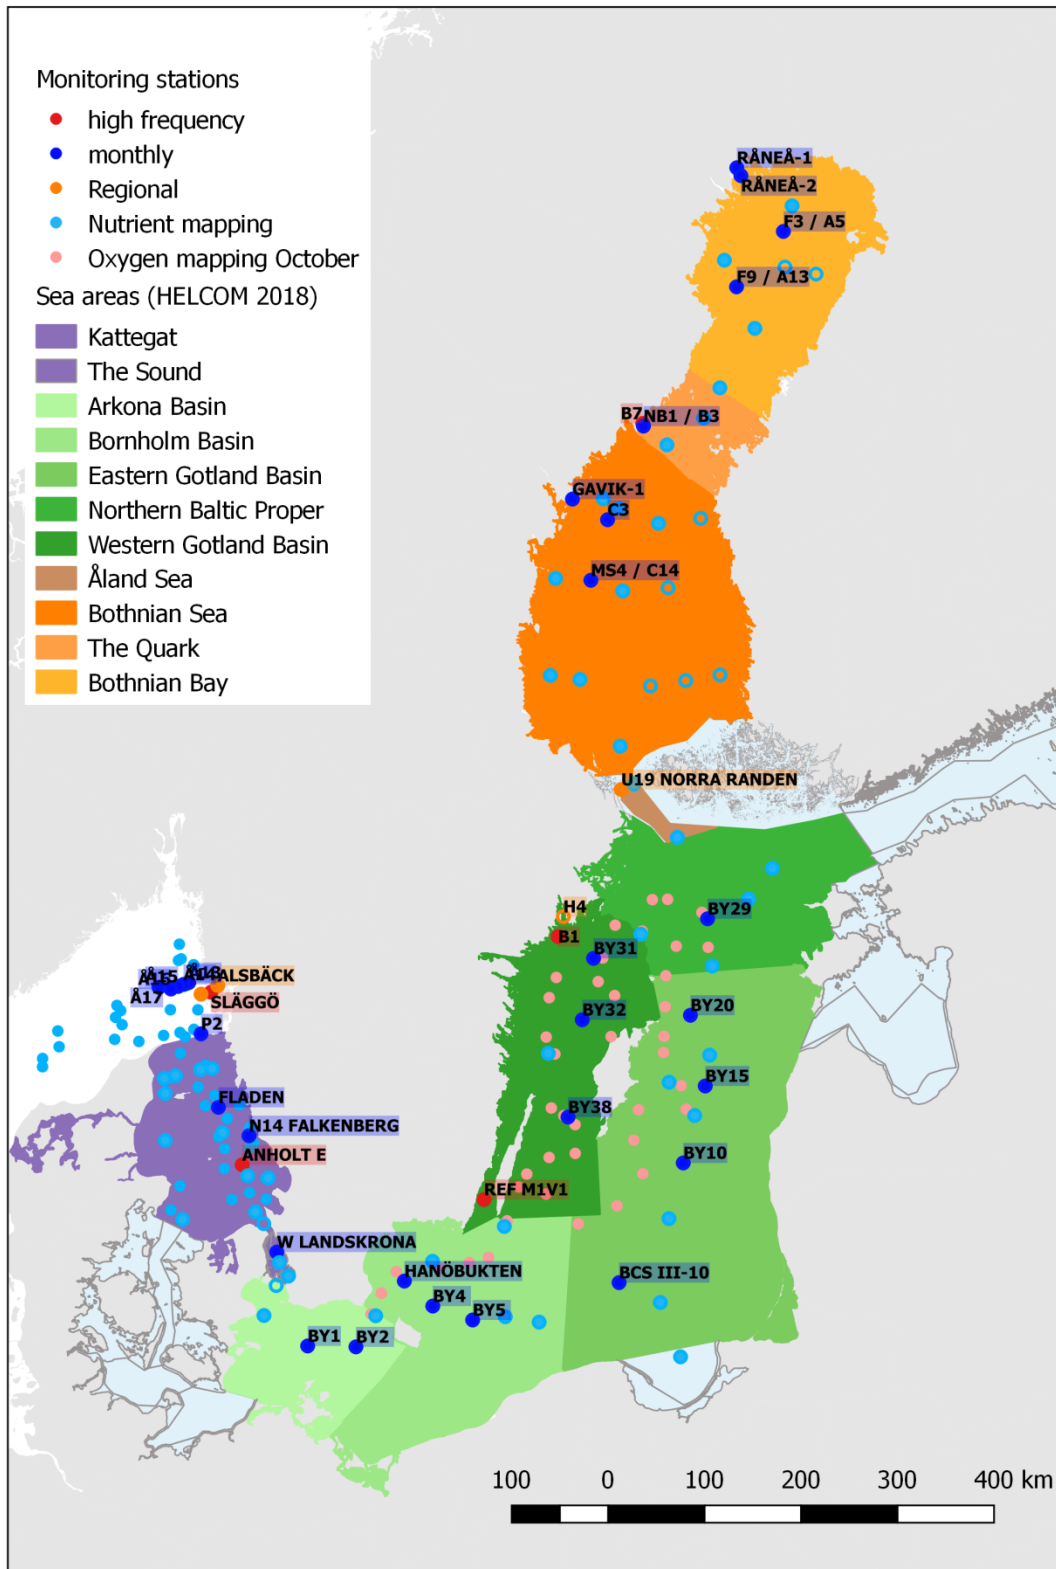 Monitoring stations
high frequency
monthly
Regional
Nutrient mapping
Oxygen mapping October
Sea areas (HELCOM 2018)
Kattegat
The Sound
Arkona Basin
Bornholm Basin
Eastern Gotland Basin
Northern Baltic Proper
Western Gotland Basin
Åland Sea
Bothnian Sea
The Quark
Bothnian Bay
RÅNEÅ-1
RÅNEÅ-2
F3 / A5
F9 / A13
B7
NB1 / B3
GAVIK-1
C3
MS4 / C14
U19 NORRA RANDEN
H4
B1
BY29
BY31
BY20
BY32
BY15
BY38
BY10
REF M1V1
BCS III-10
ALSBÄCK
Å17
SLÄGGÖ
P2
FLADEN
N14 FALKENBERG
ANHOLT E
W LANDSKRONA
HANÖBUKTEN
BY4
BY5
BY1
BY2
100 0 100 200 300 400 km